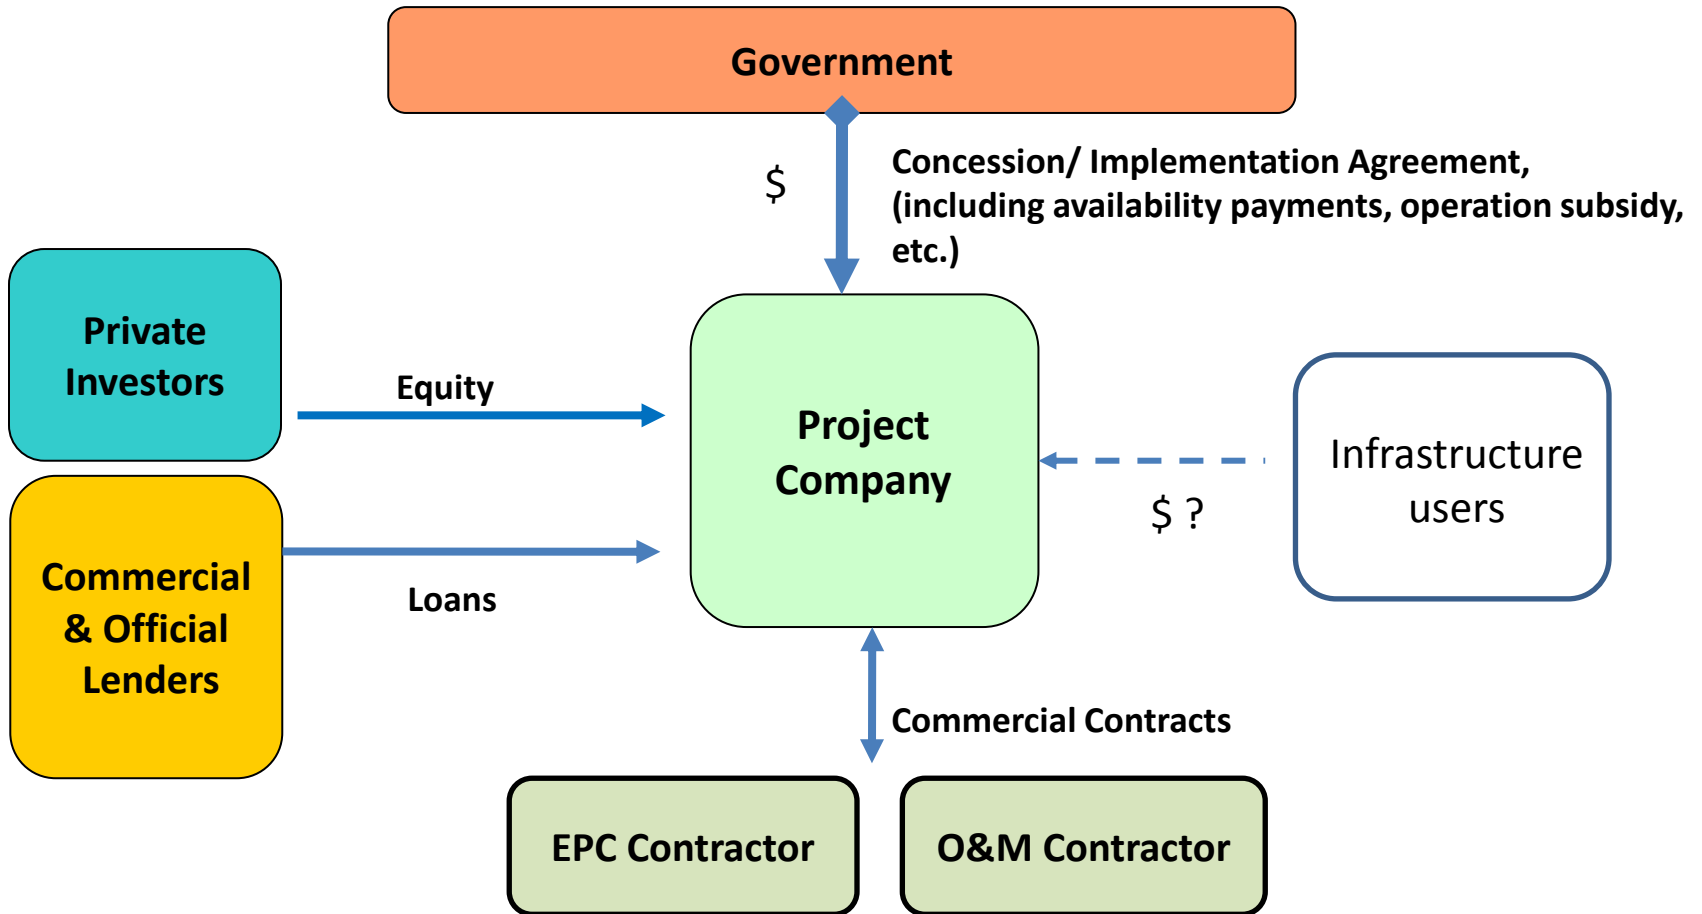 Government
$
Concession/ Implementation Agreement,
(including availability payments, operation subsidy,
etc.)
Private
Investors
Equity
Project
Company
Infrastructure
users
$ ?
Commercial
& Official
Lenders
Loans
Commercial Contracts
EPC Contractor
O&M Contractor